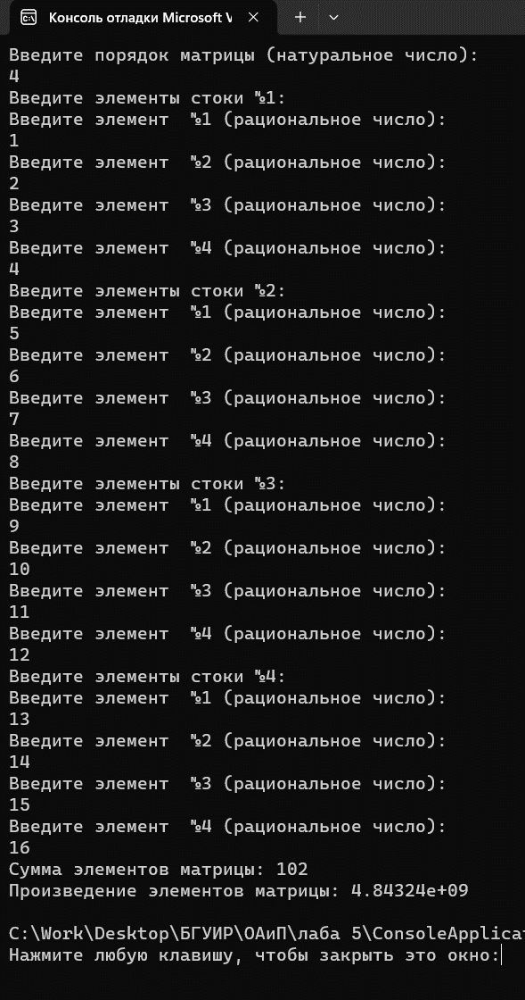 Консоль отладки Microsoft V
Введите порядок матрицы (натуральное число):
4
Введите элементы стоки №1:
Введите элемент  №1 (рациональное число):
1
Введите элемент  №2 (рациональное число):
2
Введите элемент  №3 (рациональное число):
3
Введите элемент  №4 (рациональное число):
4
Введите элементы стоки №2:
Введите элемент  №1 (рациональное число):
5
Введите элемент  №2 (рациональное число):
6
Введите элемент  №3 (рациональное число):
7
Введите элемент  №4 (рациональное число):
8
Введите элементы стоки №3:
Введите элемент  №1 (рациональное число):
9
Введите элемент  №2 (рациональное число):
10
Введите элемент  №3 (рациональное число):
11
Введите элемент  №4 (рациональное число):
12
Введите элементы стоки №4:
Введите элемент  №1 (рациональное число):
13
Введите элемент  №2 (рациональное число):
14
Введите элемент  №3 (рациональное число):
15
Введите элемент  №4 (рациональное число):
16
Сумма элементов матрицы: 102
Произведение элементов матрицы: 4.84324e+09
C:\Work\Desktop\БГУИР\ОАиП\лаба 5\ConsoleApplicat
Нажмите любую клавишу, чтобы закрыть это окно: